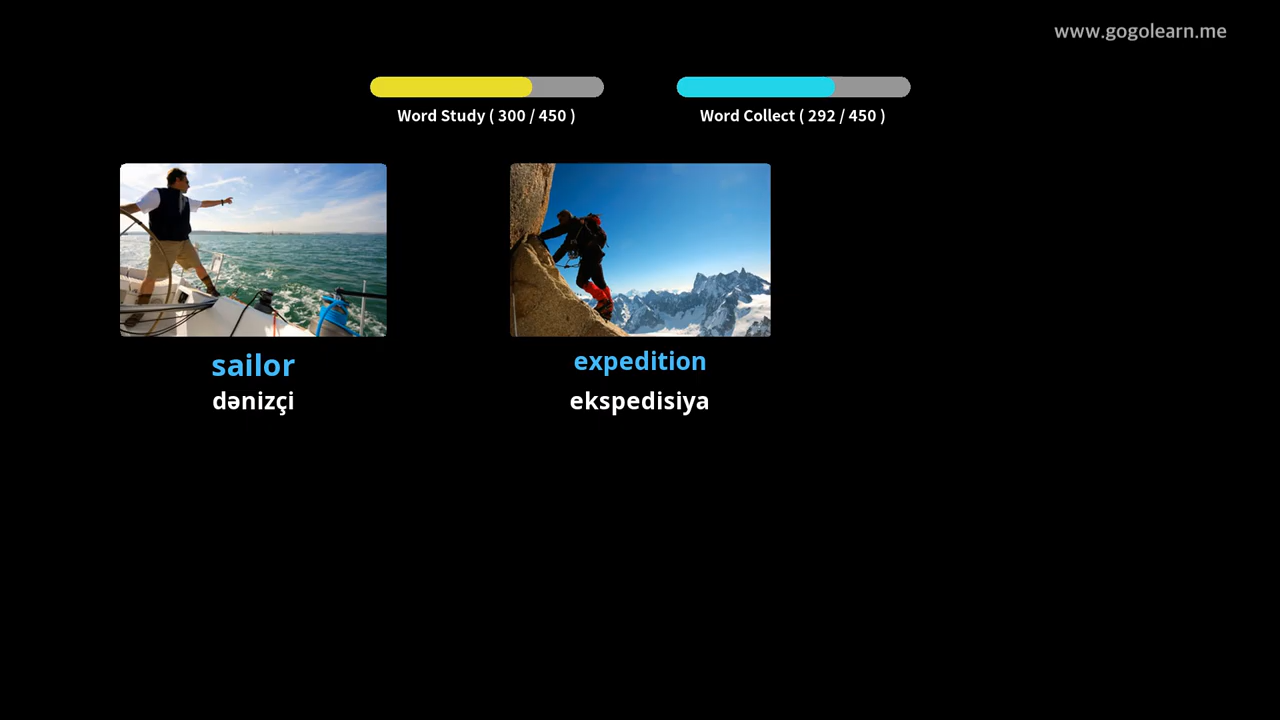 www.gogolearn.me
Word Study ( 300 / 450 )
Word Collect ( 292 / 450 )
sailor
dənizçi
expedition
ekspedisiya